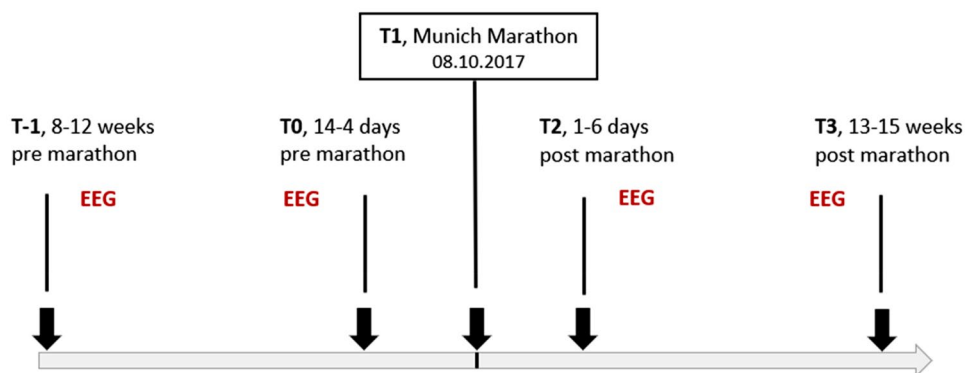 T1, Munich Marathon
08.10.2017
T-1, 8-12 weeks
pre marathon
EEG
T0, 14-4 days
pre marathon
EEG
T2, 1-6 days
post marathon
EEG
T3, 13-15 weeks
post marathon
EEG